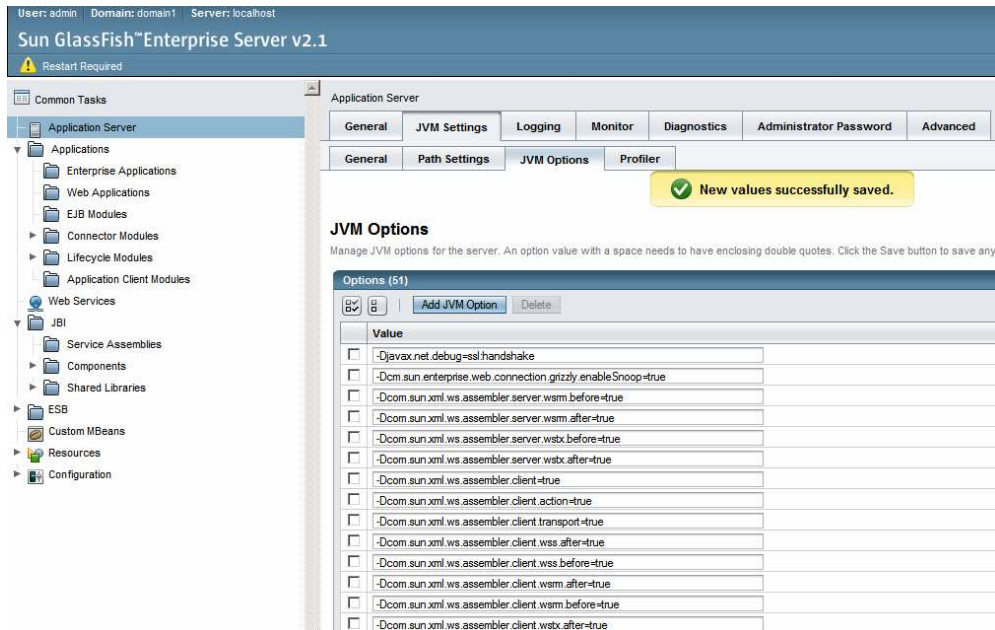 User: admin Domain: domain1 Server: localhost
Sun GlassFish™ Enterprise Server v2.1
Restart Required
Common Tasks
Application Server
Applications
Enterprise Applications
Web Applications
EJB Modules
Connector Modules
Lifecycle Modules
Application Client Modules
Web Services
JBI
Service Assemblies
Components
Shared Libraries
ESB
Custom MBeans
Resources
Configuration
Application Server
General JVM Settings Logging Monitor Diagnostics Administrator Password Advanced
General Path Settings JVM Options Profiler
New values successfully saved.
JVM Options
Manage JVM options for the server. An option value with a space needs to have enclosing double quotes. Click the Save button to save any
Options (51)
Add JVM Option Delete
Value
-Djavax.net.debug=ssl:handshake
-Dcm.sun.enterprise.web.connection.grizzly.enableSnoop=true
-Dcom.sun.xml.ws.assembler.server.wsrm.before=true
-Dcom.sun.xml.ws.assembler.server.wsrm.after=true
-Dcom.sun.xml.ws.assembler.server.wstx.before=true
-Dcom.sun.xml.ws.assembler.server.wstx.after=true
-Dcom.sun.xml.ws.assembler.client=true
-Dcom.sun.xml.ws.assembler.client.action=true
-Dcom.sun.xml.ws.assembler.client.transport=true
-Dcom.sun.xml.ws.assembler.client.wss.after=true
-Dcom.sun.xml.ws.assembler.client.wss.before=true
-Dcom.sun.xml.ws.assembler.client.wsrm.after=true
-Dcom.sun.xml.ws.assembler.client.wsrm.before=true
-Dcom.sun.xml.ws.assembler.client.wstx.after=true